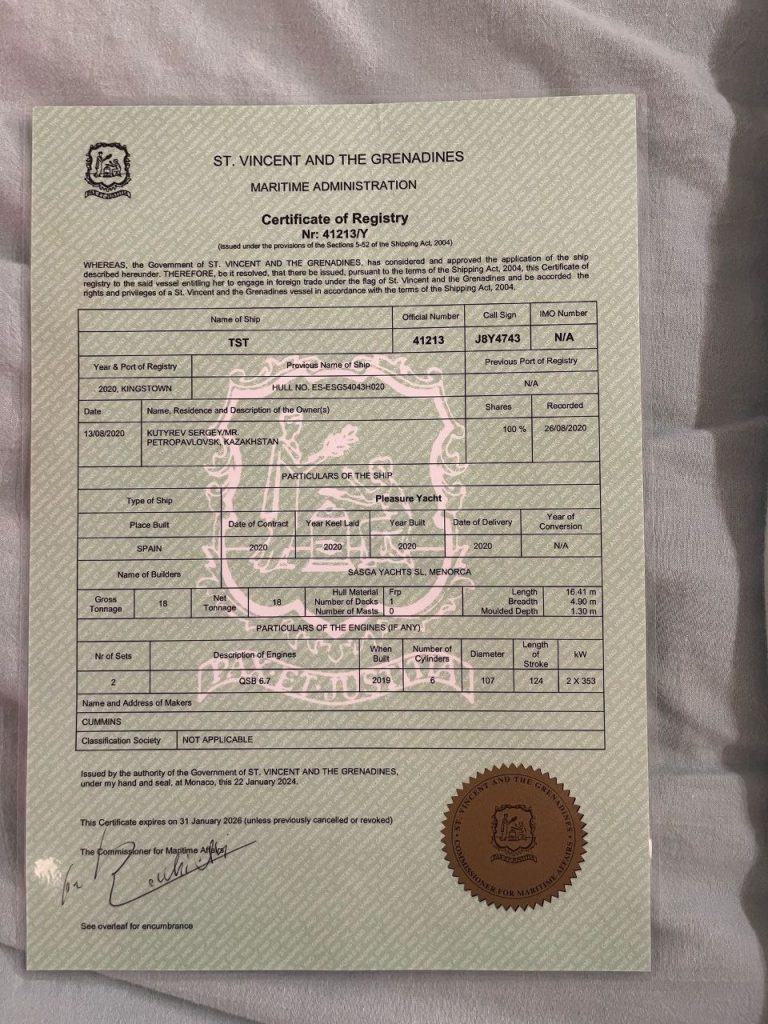 ST. VINCENT AND THE GRENADINES
MARITIME ADMINISTRATION
Certificate of Registry
Nr: 41213/Y
(Issued under the provisions of the Sections 5-52 of the Shipping Act, 2004)
WHEREAS, the Government of ST. VINCENT AND THE GRENADINES, has considered and approved the application of the ship
described hereunder. THEREFORE, be it resolved, that there be issued, pursuant to the terms of the Shipping Act, 2004, this Certificate of
registry to the said vessel entitling her to engage in foreign trade under the flag of St. Vincent and the Grenadines and be accorded the
rights and privileges of a St. Vincent and the Grenadines vessel in accordance with the terms of the Shipping Act, 2004.
Name of Ship Official Number Call Sign IMO Number
TST 41213 J8Y4743 N/A
Year & Port of Registry Previous Name of Ship Previous Port of Registry
2020, KINGSTOWN HULL NO. ES-ESG54043H020 N/A
Date Name, Residence and Description of the Owner(s) Shares Recorded
13/08/2020 KUTYREV SERGEY/MR. 100 % 26/08/2020
PETROPAVLOVSK, KAZAKHSTAN
PARTICULARS OF THE SHIP
Type of Ship Pleasure Yacht
Place Built Date of Contract Year Keel Laid Year Built Date of Delivery Year of Conversion
SPAIN 2020 2020 2020 2020 N/A
Name of Builders SASGA YACHTS SL, MENORCA
Gross Tonnage 18 Net Tonnage 18 Hull Material Frp Length 16.41 m
Number of Decks 1 Breadth 4.90 m
Number of Masts 0 Moulded Depth 1.30 m
PARTICULARS OF THE ENGINES (IF ANY)
Nr of Sets Description of Engines When Built Number of Cylinders Diameter Length of Stroke kW
2 QSB 6.7 2019 6 107 124 2 X 353
Name and Address of Makers
CUMMINS
Classification Society NOT APPLICABLE
Issued by the authority of the Government of ST. VINCENT AND THE GRENADINES,
under my hand and seal, at Monaco, this 22 January 2024.
This Certificate expires on 31 January 2026 (unless previously cancelled or revoked)
The Commissioner for Maritime Affairs
for
See overleaf for encumbrance
ST. VINCENT AND THE GRENADINES
COMMISSIONER FOR MARITIME AFFAIRS